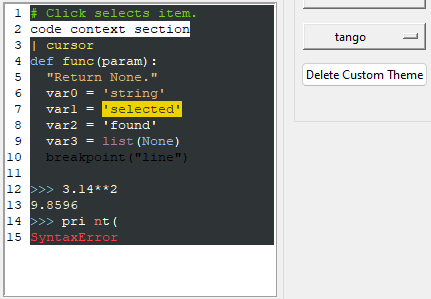 1 # Click selects item.
2 code context section
3 | cursor
4 def func(param):
5   "Return None."
6   var0 = 'string'
7   var1 = 'selected'
8   var2 = 'found'
9   var3 = list(None)
10   breakpoint("line")
11
12 >>> 3.14**2
13 9.8596
14 >>> pri nt(
15 SyntaxError
tango
Delete Custom Theme